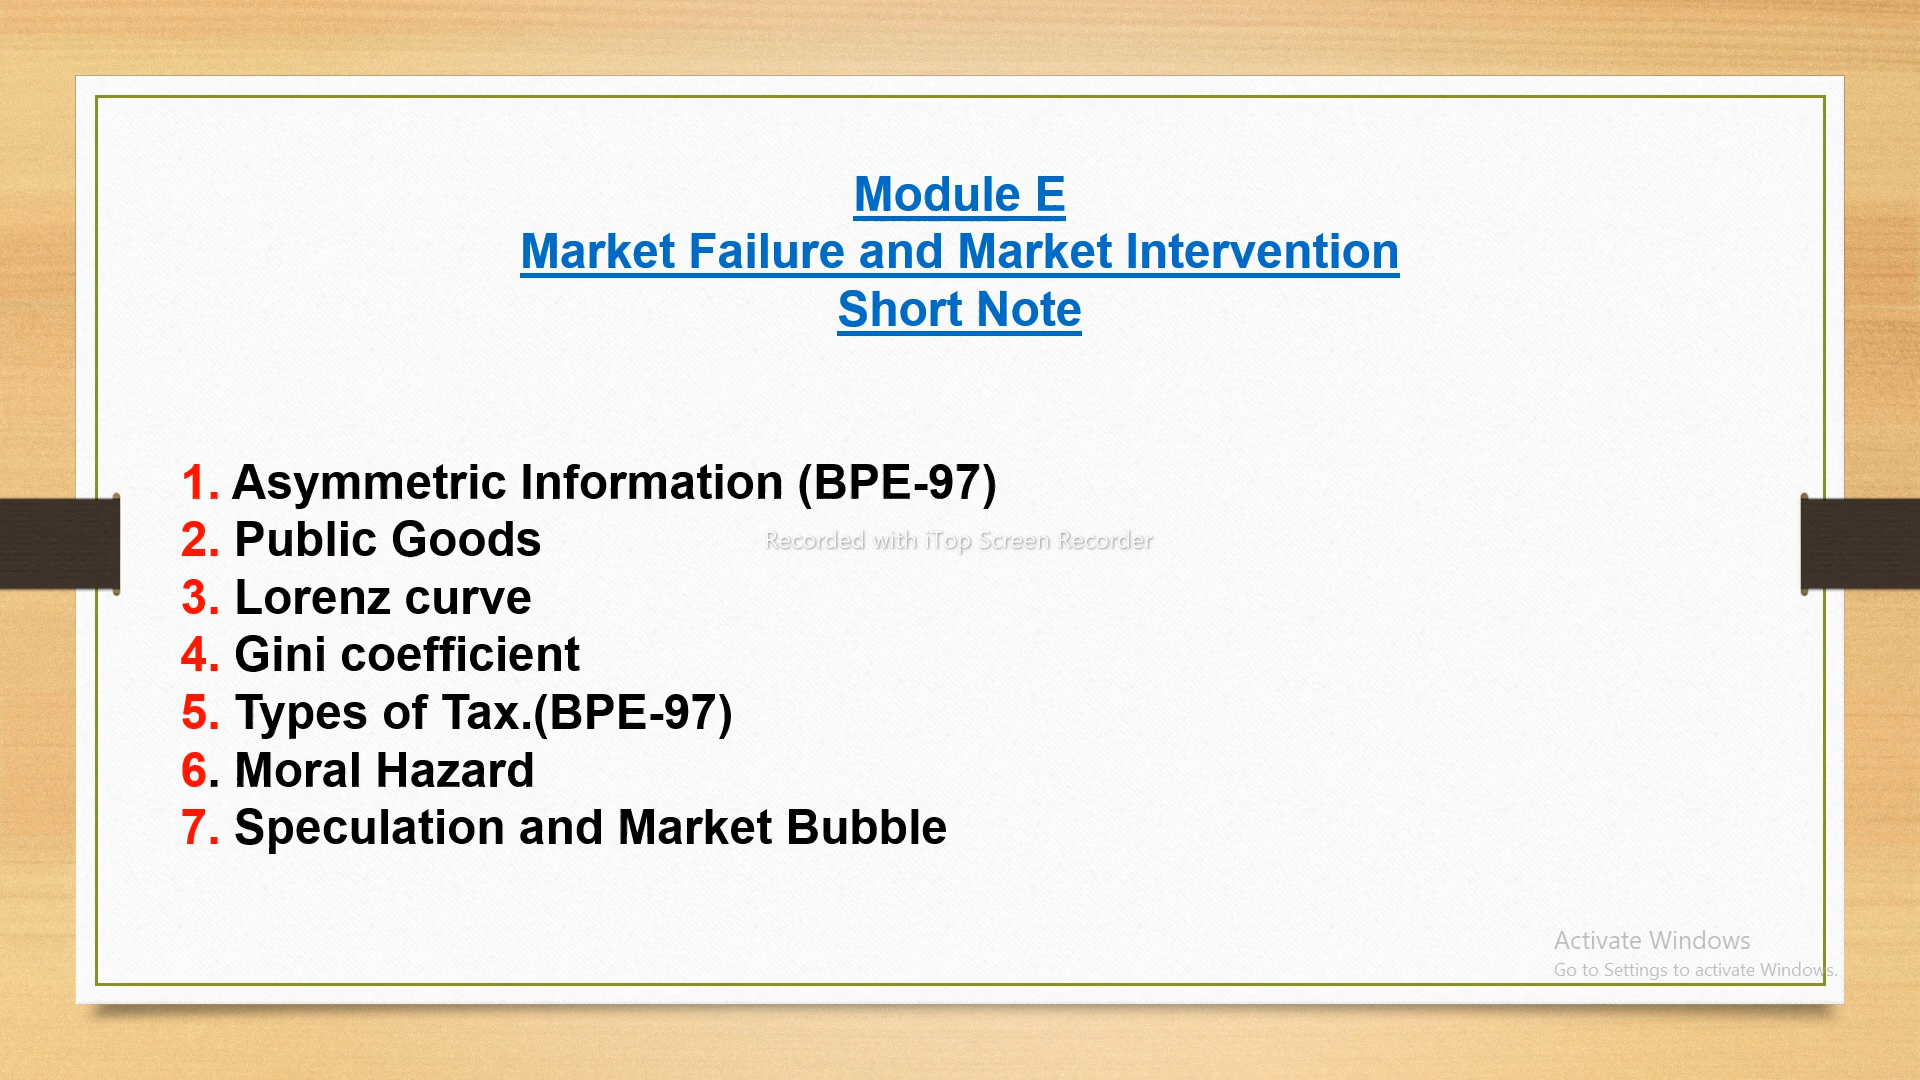 Module E
Market Failure and Market Intervention
Short Note
1. Asymmetric Information (BPE-97)
2. Public Goods
Recorded with iTop Screen Recorder
3. Lorenz curve
4. Gini coefficient
5. Types of Tax.(BPE-97)
6. Moral Hazard
7. Speculation and Market Bubble
Activate Windows
Go to Settings to activate Windows.